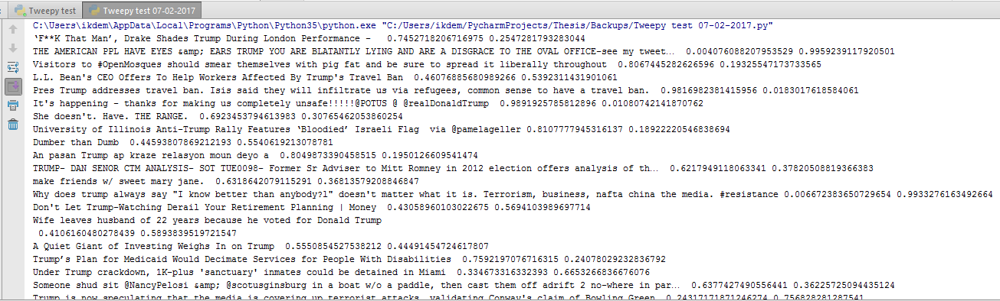 Tweepy test
Tweepy test 07-02-2017
C:\Users\ikdem\AppData\Local\Programs\Python\Python35\python.exe "C:/Users/ikdem/PycharmProjects/Thesis/Backups/Tweepy test 07-02-2017.py"
‘F**K That Man’, Drake Shades Trump During London Performance - 0.7452718206716975 0.2547281793283044
THE AMERICAN PPL HAVE EYES &amp; EARS TRUMP YOU ARE BLATANTLY LYING AND ARE A DISGRACE TO THE OVAL OFFICE-see my tweet… 0.004076088207953529 0.9959239117920501
Visitors to #OpenMosques should smear themselves with pig fat and be sure to spread it liberally throughout 0.8067445282626596 0.19325547173733565
L.L. Bean's CEO Offers To Help Workers Affected By Trump's Travel Ban 0.46076885680989266 0.5392311431901061
Pres Trump addresses travel ban. Isis said they will infiltrate us via refugees, common sense to have a travel ban. 0.9816982381415956 0.0183017618584061
It's happening - thanks for making us completely unsafe!!!!!@POTUS @ @realDonaldTrump 0.9891925785812896 0.01080742141870762
She doesn't. Have. THE RANGE. 0.6923453794613983 0.30765462053860254
University of Illinois Anti-Trump Rally Features ‘Bloodied’ Israeli Flag via @pamelageller 0.8107777945316137 0.18922220546838694
Dumber than Dumb 0.44593807869212193 0.5540619213078781
An pasan Trump ap kraze relasyon moun deyo a 0.8049873390458515 0.1950126609541474
TRUMP- DAN SENOR CTM ANALYSIS- SOT TUE0098- Former Sr Adviser to Mitt Romney in 2012 election offers analysis of th… 0.6217949118063341 0.37820508819366383
make friends w/ sweet mary jane. 0.6318642079115291 0.36813579208846847
Why does trump always say "I know better than anybody?l" doesn't matter what it is. Terrorism, business, nafta china the media. #resistance 0.006672383650729654 0.9933276163492664
Don't Let Trump-Watching Derail Your Retirement Planning | Money 0.43058960103022675 0.5694103989697714
Wife leaves husband of 22 years because he voted for Donald Trump
0.4106160480278439 0.5893839519721547
A Quiet Giant of Investing Weighs In on Trump 0.5550854527538212 0.44491454724617807
Trump’s Plan for Medicaid Would Decimate Services for People With Disabilities 0.7592197076716315 0.24078029232836792
Under Trump crackdown, 1K-plus 'sanctuary' inmates could be detained in Miami 0.334673316332393 0.6653266836676076
Someone shud sit @NancyPelosi &amp; @scotusginsburg in a boat w/o a paddle, then cast them off adrift 2 no-where in par… 0.6377427490556441 0.36225725094435124
Trump is now speculating that the media is covering up terrorist attacks, validating Conway's claim of Bowling Green 0.24317171871246274 0.756828281287541